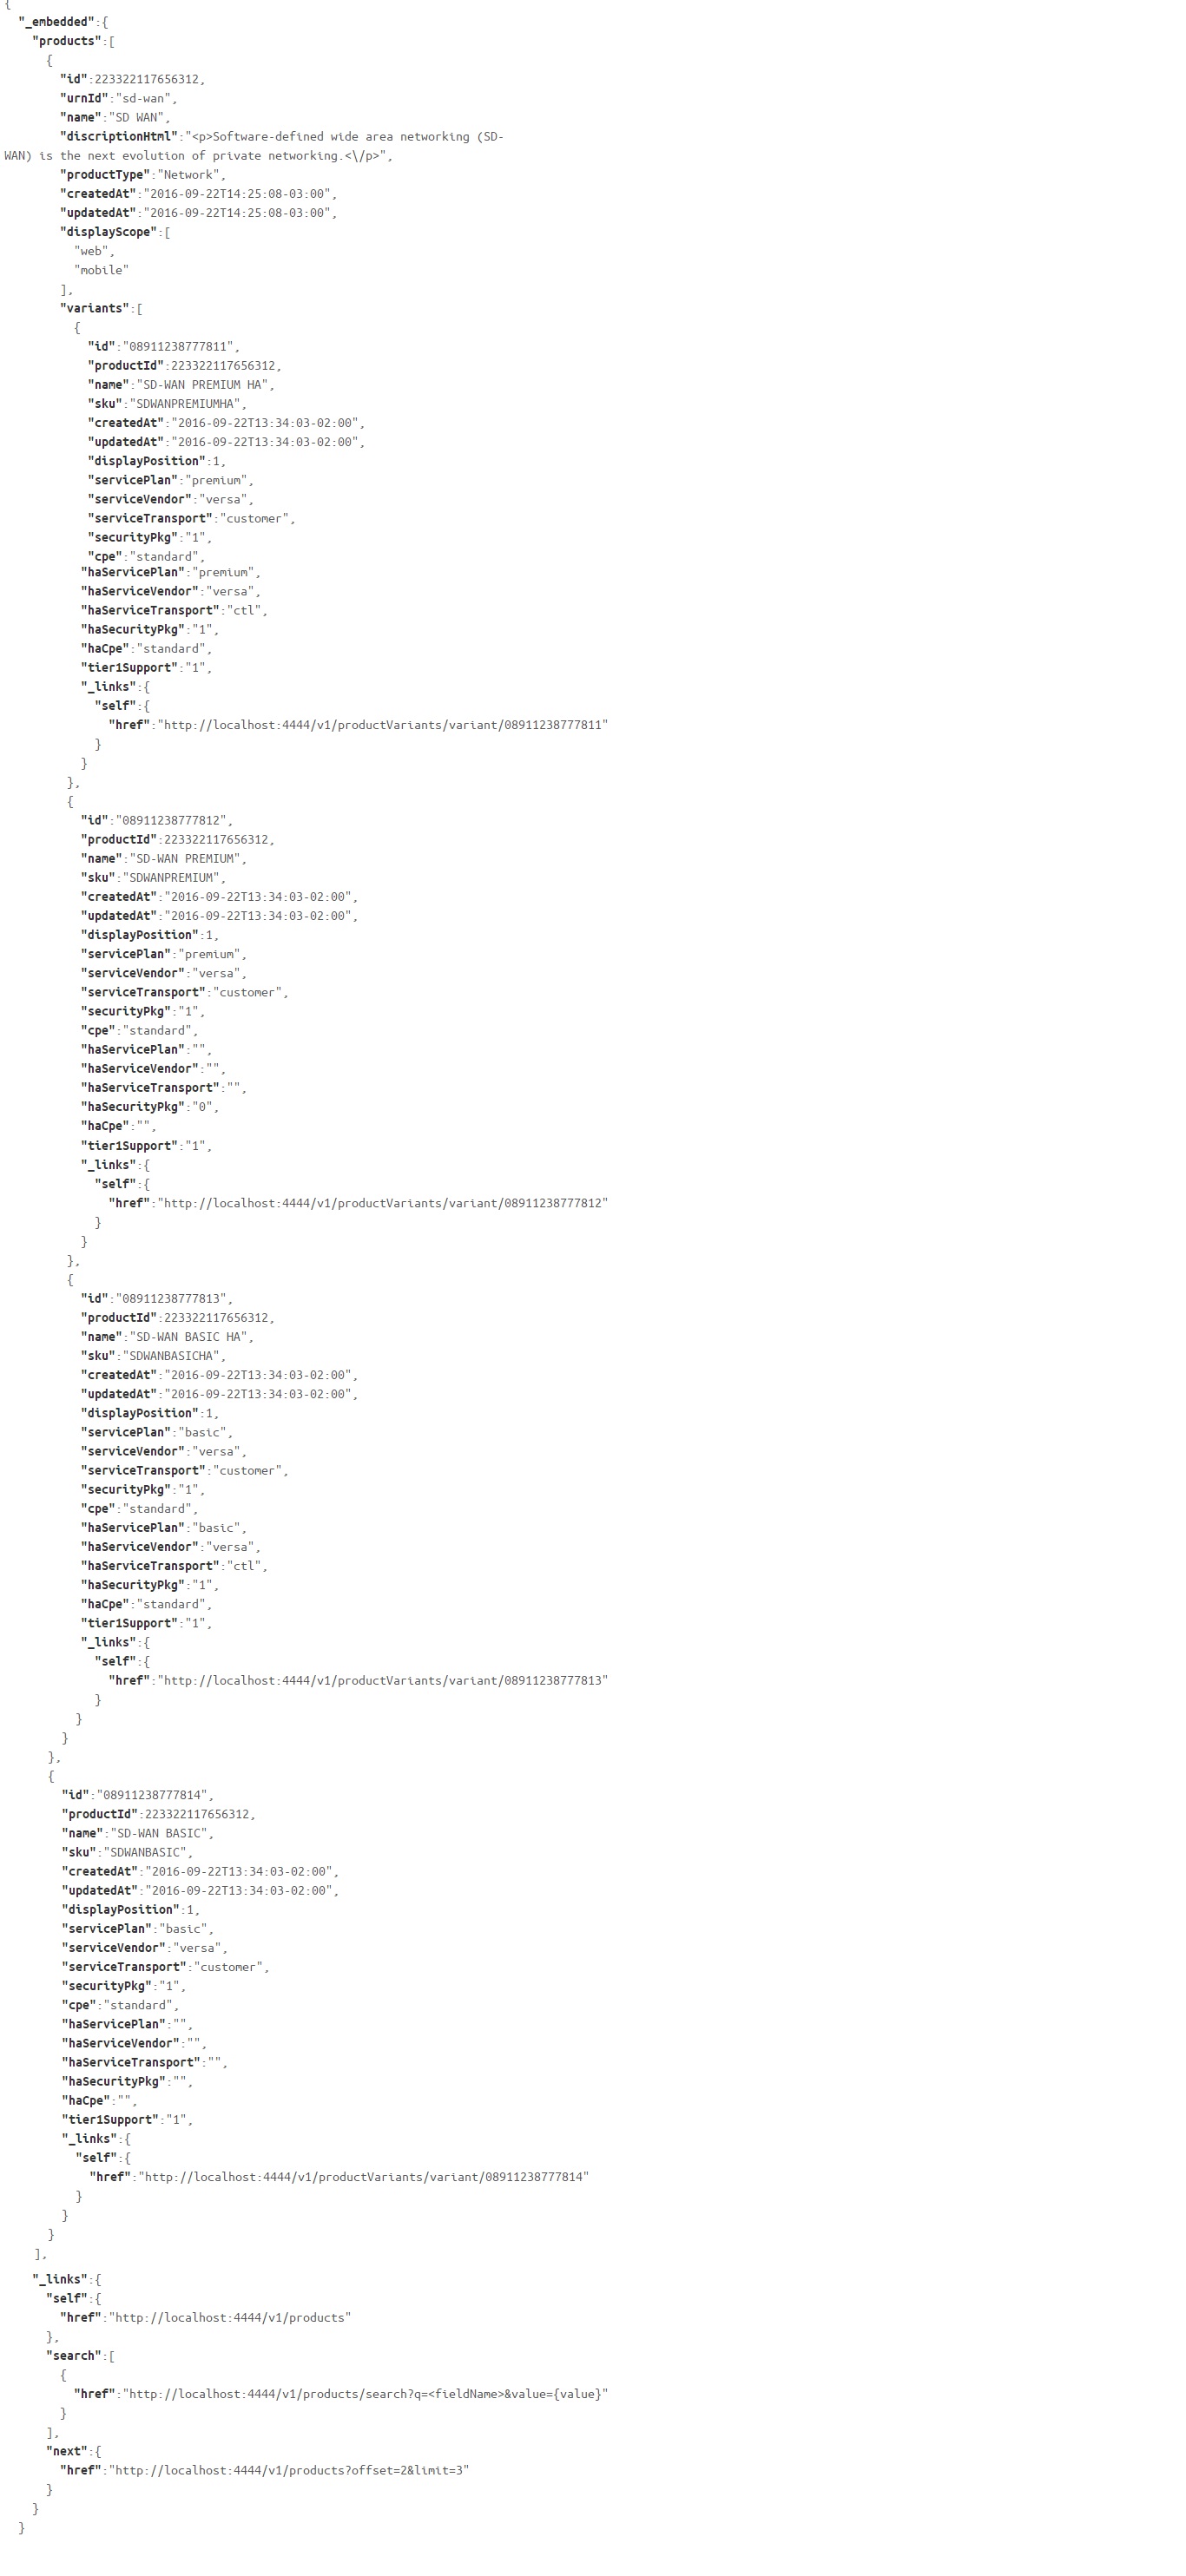 {
"_embedded":{
"products":[
{
"id":223322117656312,
"urnId":"sd-wan",
"name":"SD WAN",
"discriptionHtml":"<p>Software-defined wide area networking (SD-
WAN) is the next evolution of private networking.<\/p>",
"productType":"Network",
"createdAt":"2016-09-22T14:25:08-03:00",
"updatedAt":"2016-09-22T14:25:08-03:00",
"displayScope":[
"web",
"mobile"
],
"variants":[
{
"id":"08911238777811",
"productId":223322117656312,
"name":"SD-WAN PREMIUM HA",
"sku":"SDWANPREMIUMHA",
"createdAt":"2016-09-22T13:34:03-02:00",
"updatedAt":"2016-09-22T13:34:03-02:00",
"displayPosition":1,
"servicePlan":"premium",
"serviceVendor":"versa",
"serviceTransport":"customer",
"securityPkg":"1",
"cpe":"standard",
"haServicePlan":"premium",
"haServiceVendor":"versa",
"haServiceTransport":"ctl",
"haSecurityPkg":"1",
"haCpe":"standard",
"tier1Support":"1",
"_links":{
"self":{
"href":"http://localhost:4444/v1/productVariants/variant/08911238777811"
}
}
},
{
"id":"08911238777812",
"productId":223322117656312,
"name":"SD-WAN PREMIUM",
"sku":"SDWANPREMIUM",
"createdAt":"2016-09-22T13:34:03-02:00",
"updatedAt":"2016-09-22T13:34:03-02:00",
"displayPosition":1,
"servicePlan":"premium",
"serviceVendor":"versa",
"serviceTransport":"customer",
"securityPkg":"1",
"cpe":"standard",
"haServicePlan":"",
"haServiceVendor":"",
"haServiceTransport":"",
"haSecurityPkg":"0",
"haCpe":"",
"tier1Support":"1",
"_links":{
"self":{
"href":"http://localhost:4444/v1/productVariants/variant/08911238777812"
}
}
},
{
"id":"08911238777813",
"productId":223322117656312,
"name":"SD-WAN BASIC HA",
"sku":"SDWANBASICHA",
"createdAt":"2016-09-22T13:34:03-02:00",
"updatedAt":"2016-09-22T13:34:03-02:00",
"displayPosition":1,
"servicePlan":"basic",
"serviceVendor":"versa",
"serviceTransport":"customer",
"securityPkg":"1",
"cpe":"standard",
"haServicePlan":"basic",
"haServiceVendor":"versa",
"haServiceTransport":"ctl",
"haSecurityPkg":"1",
"haCpe":"standard",
"tier1Support":"1",
"_links":{
"self":{
"href":"http://localhost:4444/v1/productVariants/variant/08911238777813"
}
}
}
},
{
"id":"08911238777814",
"productId":223322117656312,
"name":"SD-WAN BASIC",
"sku":"SDWANBASIC",
"createdAt":"2016-09-22T13:34:03-02:00",
"updatedAt":"2016-09-22T13:34:03-02:00",
"displayPosition":1,
"servicePlan":"basic",
"serviceVendor":"versa",
"serviceTransport":"customer",
"securityPkg":"1",
"cpe":"standard",
"haServicePlan":"",
"haServiceVendor":"",
"haServiceTransport":"",
"haSecurityPkg":"",
"haCpe":"",
"tier1Support":"1",
"_links":{
"self":{
"href":"http://localhost:4444/v1/productVariants/variant/08911238777814"
}
}
}
],
"_links":{
"self":{
"href":"http://localhost:4444/v1/products"
},
"search":[
{
"href":"http://localhost:4444/v1/products/search?q=<fieldName>&value={value}"
}
],
"next":{
"href":"http://localhost:4444/v1/products?offset=2&limit=3"
}
}
}